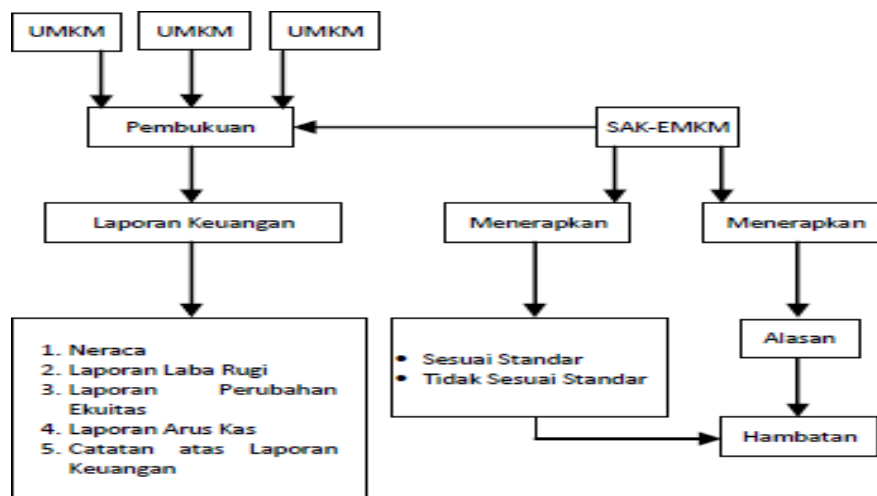 UMKM
UMKM
UMKM
Pembukuan
SAK-EMKM
Laporan Keuangan
Menerapkan
Menerapkan
1. Neraca
2. Laporan Laba Rugi
3. Laporan Perubahan
Ekuitas
4. Laporan Arus Kas
5. Catatan atas Laporan
Keuangan
• Sesuai Standar
• Tidak Sesuai Standar
Alasan
Hambatan